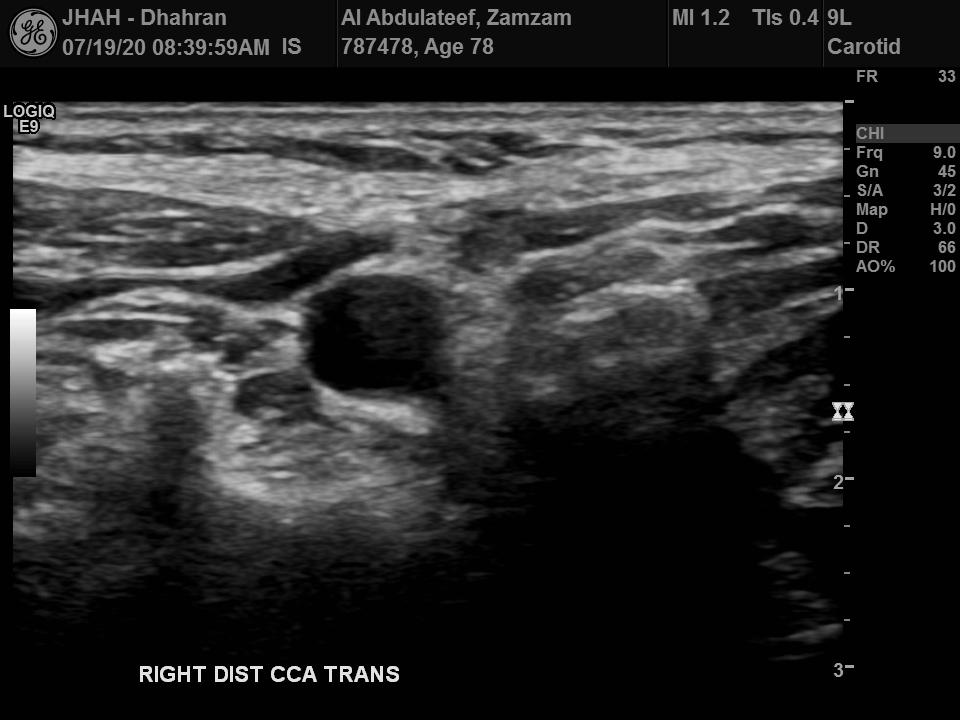 JHAH - Dhahran
07/19/20 08:39:59AM IS
Al Abdulateef, Zamzam
787478, Age 78
MI 1.2 TIs 0.4
9L
Carotid
FR 33
LOGIQ
E9
CHI
Frq 9.0
Gn 45
S/A 3/2
Map H/0
D 3.0
DR 66
AO% 100
1
2
3
RIGHT DIST CCA TRANS